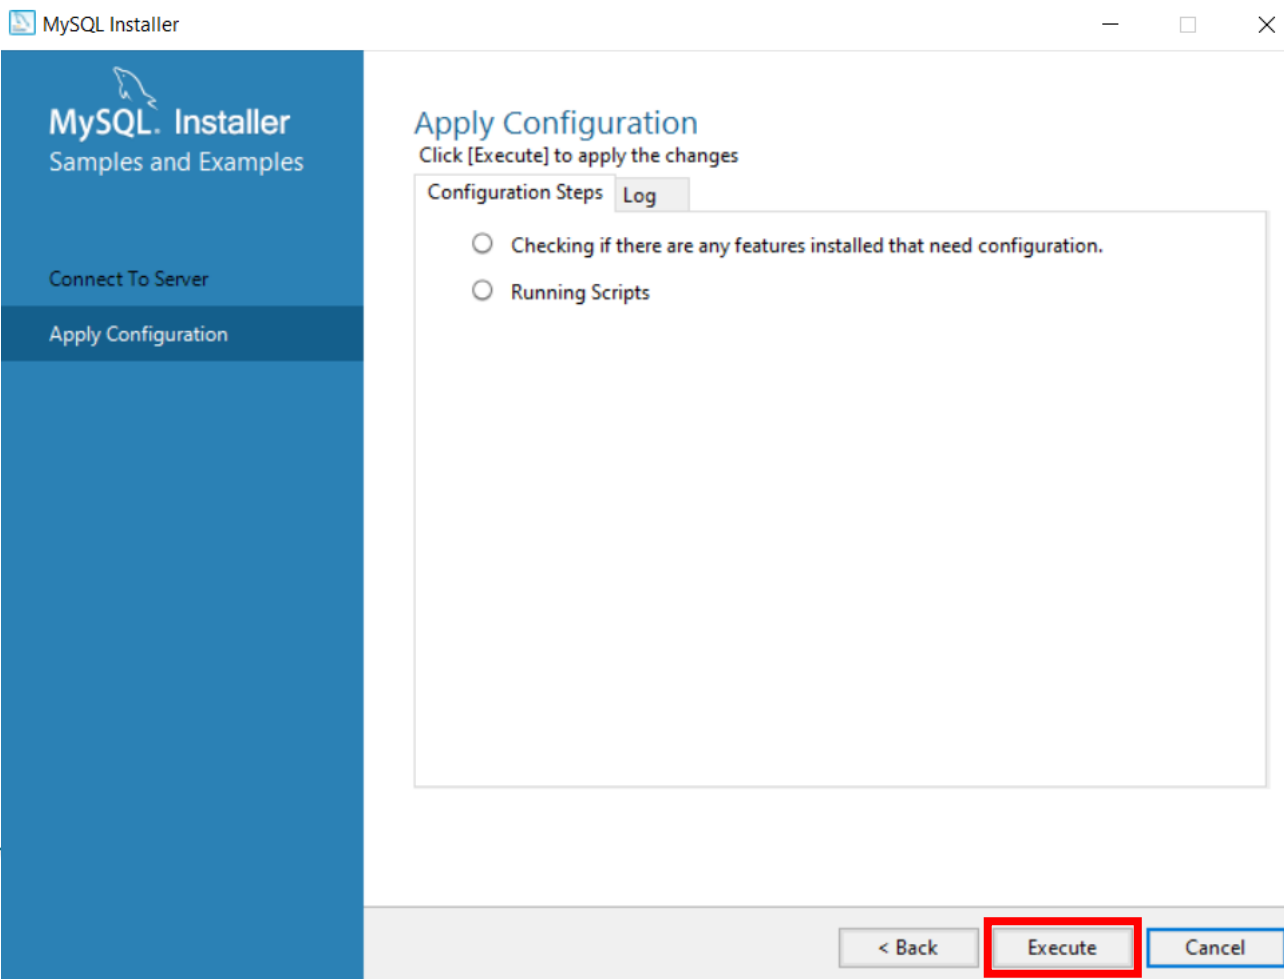 MySQL Installer
MySQL. Installer
Samples and Examples
Connect To Server
Apply Configuration
Apply Configuration
Click [Execute] to apply the changes
Configuration Steps
Log
Checking if there are any features installed that need configuration.
Running Scripts
< Back
Execute
Cancel